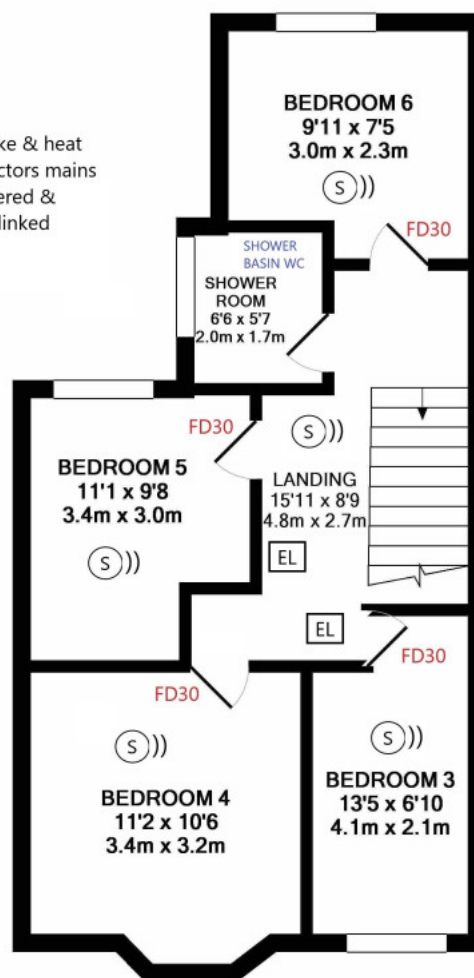 BEDROOM 6
9'11 x 7'5
3.0m x 2.3m
S
FD30
ke & heat
ctors mains
ered &
linked
SHOWER
BASIN WC
SHOWER
ROOM
6'6 x 5'7
2.0m x 1.7m
FD30
S
BEDROOM 5
11'1 x 9'8
3.4m x 3.0m
S
LANDING
15'11 x 8'9
4.8m x 2.7m
EL
EL
FD30
FD30
S
BEDROOM 4
11'2 x 10'6
3.4m x 3.2m
S
BEDROOM 3
13'5 x 6'10
4.1m x 2.1m